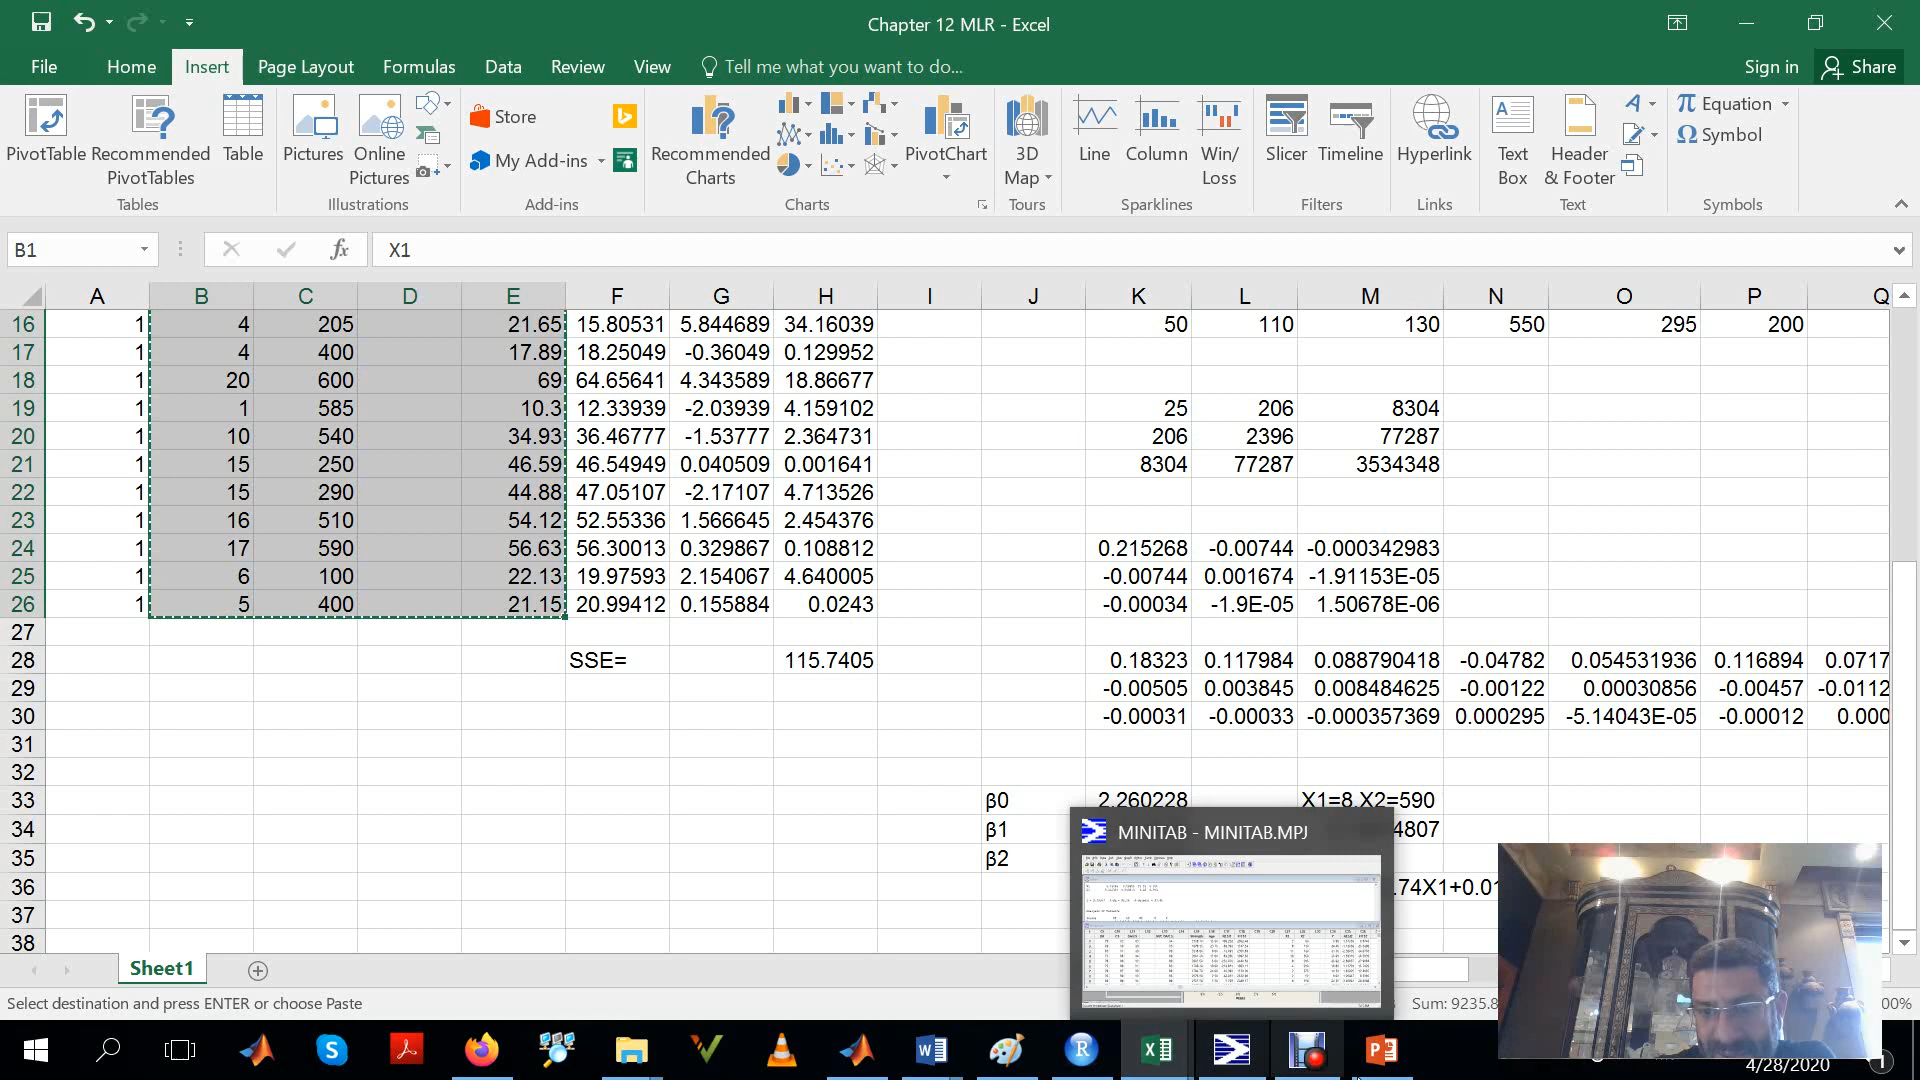 Chapter 12 MLR - Excel
File Home Insert Page Layout Formulas Data Review View Tell me what you want to do... Sign in Share
PivotTable Recommended PivotTables Table
Tables
Pictures Online Pictures
Illustrations
Store
My Add-ins
Add-ins
Recommended Charts
PivotChart
Charts
3D Map
Tours
Line Column Win/Loss
Sparklines
Slicer Timeline
Filters
Hyperlink
Links
Text Box Header & Footer
Text
Equation
Symbol
Symbols
B1 fx X1
A B C D E F G H I J K L M N O P Q
16 1 4 205 21.65 15.80531 5.844689 34.16039 50 110 130 550 295 200
17 1 4 400 17.89 18.25049 -0.36049 0.129952
18 1 20 600 69 64.65641 4.343589 18.86677
19 1 1 585 10.3 12.33939 -2.03939 4.159102 25 206 8304
20 1 10 540 34.93 36.46777 -1.53777 2.364731 206 2396 77287
21 1 15 250 46.59 46.54949 0.040509 0.001641 8304 77287 3534348
22 1 15 290 44.88 47.05107 -2.17107 4.713526
23 1 16 510 54.12 52.55336 1.566645 2.454376
24 1 17 590 56.63 56.30013 0.329867 0.108812 0.215268 -0.00744 -0.000342983
25 1 6 100 22.13 19.97593 2.154067 4.640005 -0.00744 0.001674 -1.91153E-05
26 1 5 400 21.15 20.99412 0.155884 0.0243 -0.00034 -1.9E-05 1.50678E-06
27
28 SSE= 115.7405 0.18323 0.117984 0.088790418 -0.04782 0.054531936 0.116894 0.0717
29 -0.00505 0.003845 0.008484625 -0.00122 0.00030856 -0.00457 -0.0112
30 -0.00031 -0.00033 -0.000357369 0.000295 -5.14043E-05 -0.00012 0.000
31
32
33 β0 2.260228 X1=8,X2=590
34 β1 4807
35 β2
36 .74X1+0.01
37
38
MINITAB - MINITAB.MPJ
Sheet1
Select destination and press ENTER or choose Paste Sum: 9235.8 00%
4/28/2020